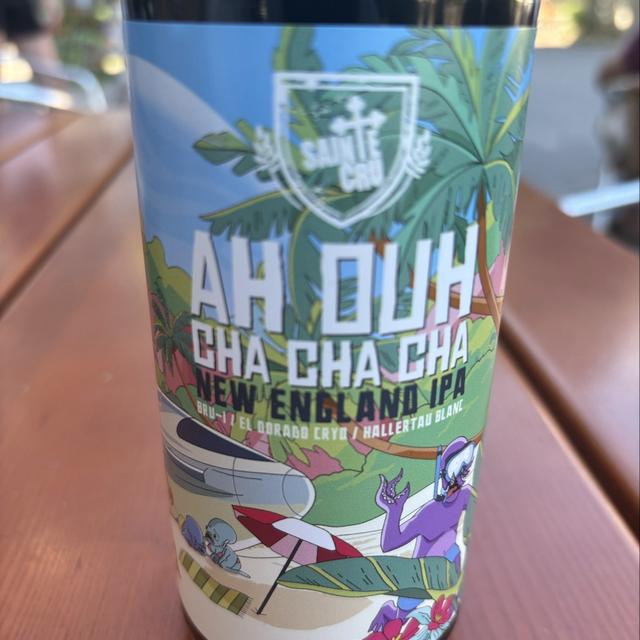 SAINTE
CRU
AH OUH
CHA CHA CHA
NEW ENGLAND IPA
BRU-1 / EL DORADO CRYO / HALLERTAU BLANC